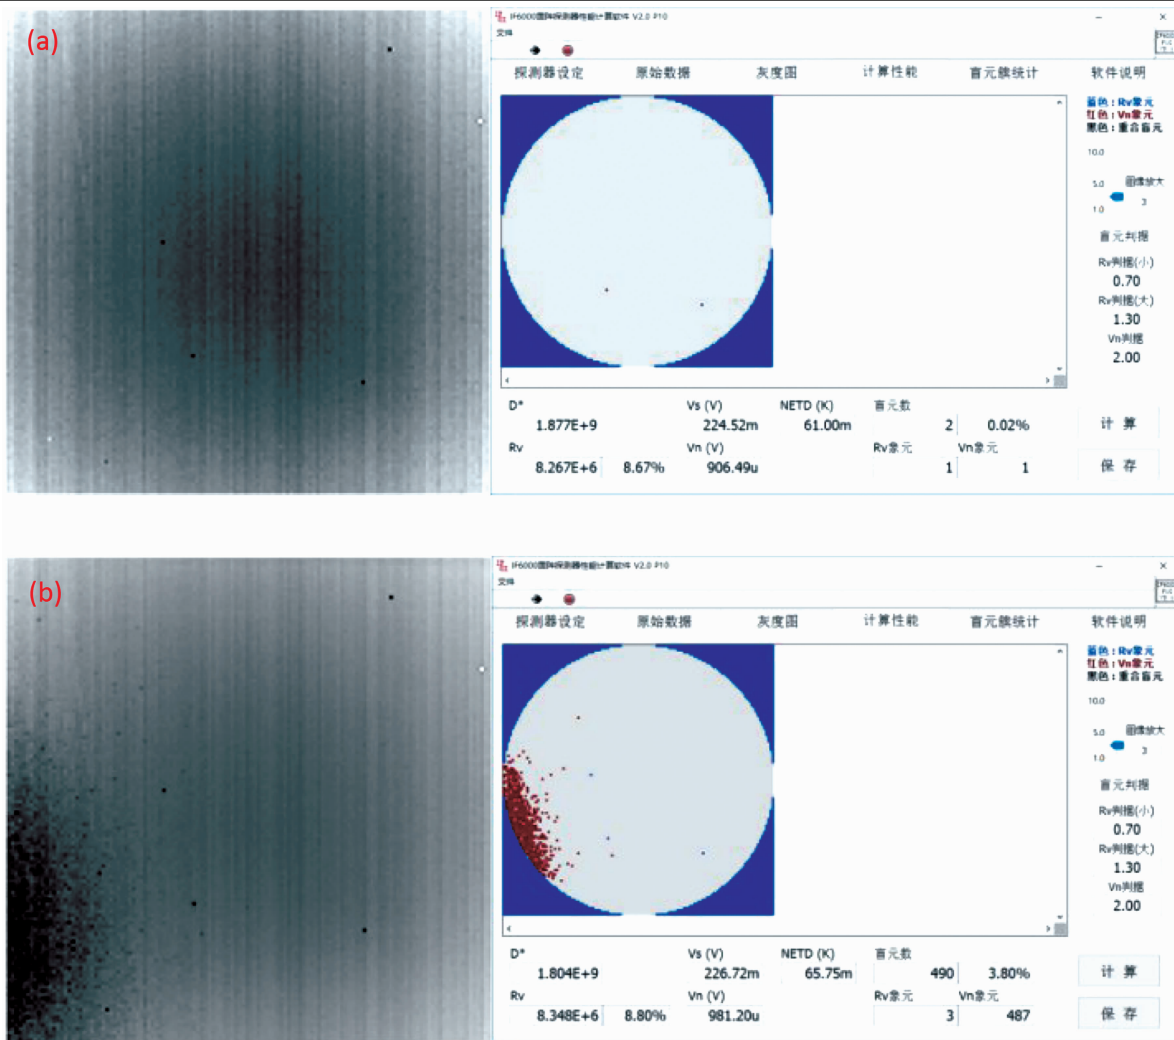 (a)
IF6000面阵探测器性能计算软件 V2.0 P10
文件
探测器设定 原始数据 灰度图 计算性能 盲元簇统计 软件说明
蓝色:Rv象元
红色:Vn象元
黑色:重合盲元
10.0
5.0 图像放大
3
1.0
盲元判据
Rv判据(小)
0.70
Rv判据(大)
1.30
Vn判据
2.00
D* Vs (V) NETD (K) 盲元数
1.877E+9 224.52m 61.00m 2 0.02% 计 算
Rv Vn (V) Rv象元 Vn象元
8.267E+6 8.67% 906.49u 1 1 保 存
(b)
IF6000面阵探测器性能计算软件 V2.0 P10
文件
探测器设定 原始数据 灰度图 计算性能 盲元簇统计 软件说明
蓝色:Rv象元
红色:Vn象元
黑色:重合盲元
10.0
5.0 图像放大
3
1.0
盲元判据
Rv判据(小)
0.70
Rv判据(大)
1.30
Vn判据
2.00
D* Vs (V) NETD (K) 盲元数
1.804E+9 226.72m 65.75m 490 3.80% 计 算
Rv Vn (V) Rv象元 Vn象元
8.348E+6 8.80% 981.20u 3 487 保 存